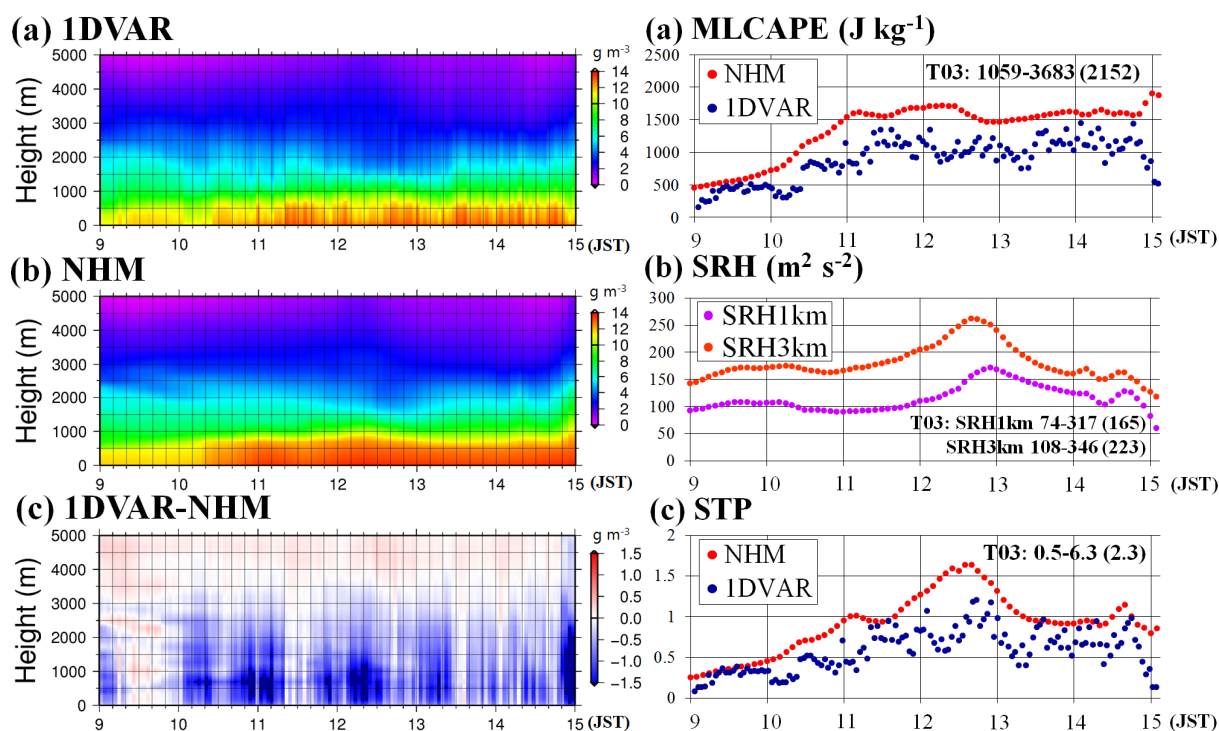 (a) 1DVAR
g m⁻³
Height (m)
5000
4000
3000
2000
1000
0
14
12
10
8
6
4
2
0
9 10 11 12 13 14 15 (JST)
(b) NHM
g m⁻³
Height (m)
5000
4000
3000
2000
1000
0
14
12
10
8
6
4
2
0
9 10 11 12 13 14 15 (JST)
(c) 1DVAR-NHM
g m⁻³
Height (m)
5000
4000
3000
2000
1000
0
1.5
1.0
0.5
0.0
−0.5
−1.0
−1.5
9 10 11 12 13 14 15 (JST)
(a) MLCAPE (J kg⁻¹)
2500
2000
1500
1000
500
0
NHM
1DVAR
T03: 1059-3683 (2152)
9 10 11 12 13 14 15 (JST)
(b) SRH (m² s⁻²)
300
250
200
150
100
50
0
SRH1km
SRH3km
T03: SRH1km 74-317 (165)
SRH3km 108-346 (223)
9 10 11 12 13 14 15 (JST)
(c) STP
2
1.5
1
0.5
0
NHM
1DVAR
T03: 0.5-6.3 (2.3)
9 10 11 12 13 14 15 (JST)